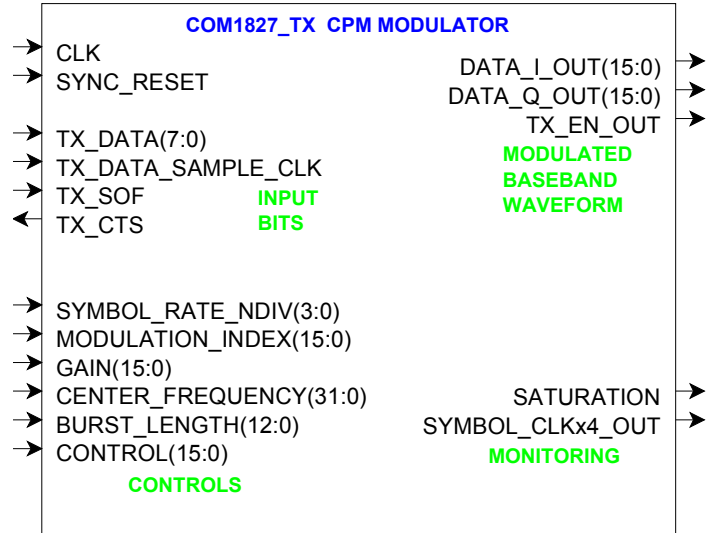 COM1827_TX CPM MODULATOR
CLK
SYNC_RESET
TX_DATA(7:0)
TX_DATA_SAMPLE_CLK
TX_SOF
TX_CTS
INPUT
BITS
SYMBOL_RATE_NDIV(3:0)
MODULATION_INDEX(15:0)
GAIN(15:0)
CENTER_FREQUENCY(31:0)
BURST_LENGTH(12:0)
CONTROL(15:0)
CONTROLS
DATA_I_OUT(15:0)
DATA_Q_OUT(15:0)
TX_EN_OUT
MODULATED
BASEBAND
WAVEFORM
SATURATION
SYMBOL_CLKx4_OUT
MONITORING